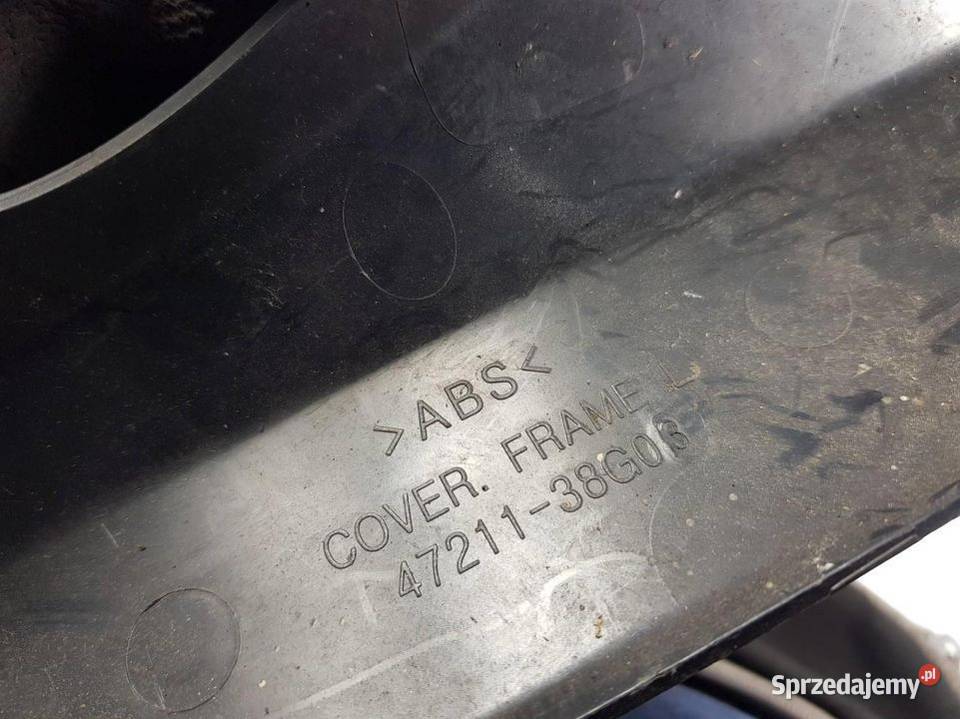 >ABS<
COVER. FRAME L
47211-38G03
Sprzedajemy.pl